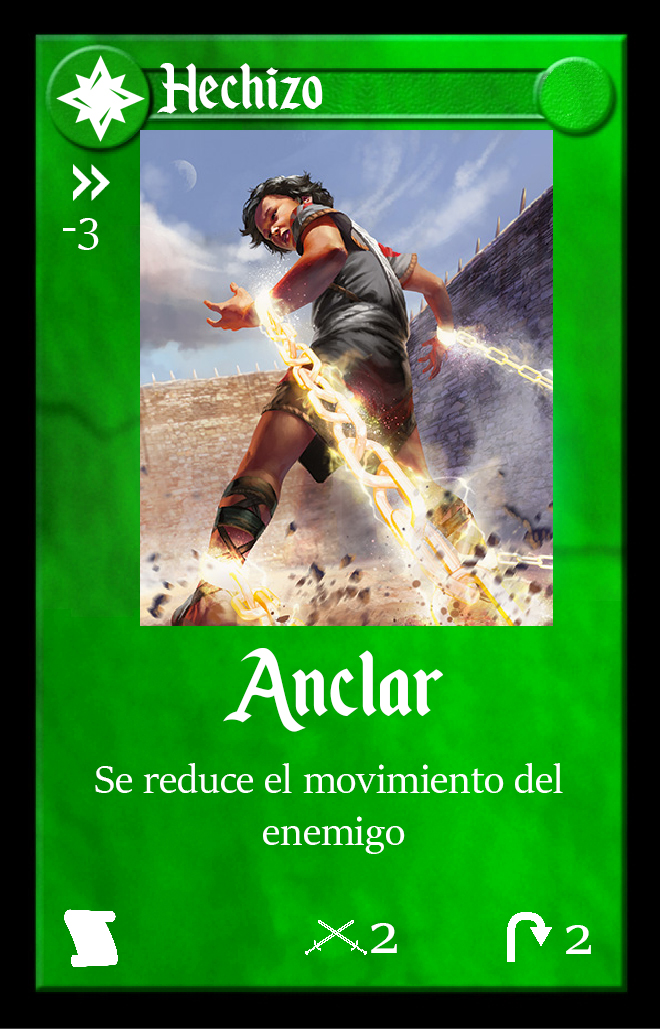 Hechizo
-3
Anclar
Se reduce el movimiento del
enemigo
2
2